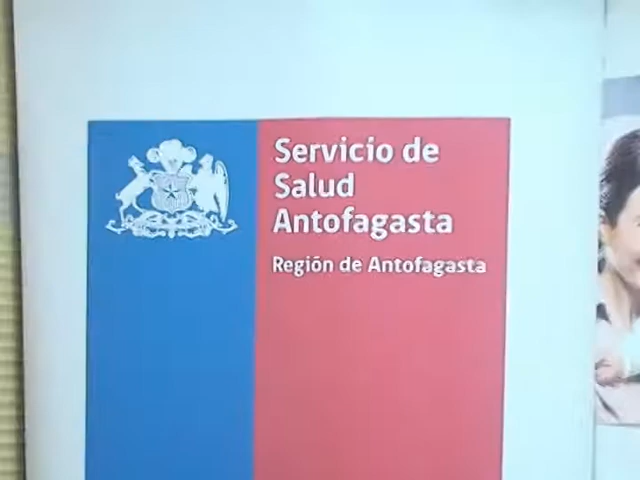 Servicio de
Salud
Antofagasta
Región de Antofagasta